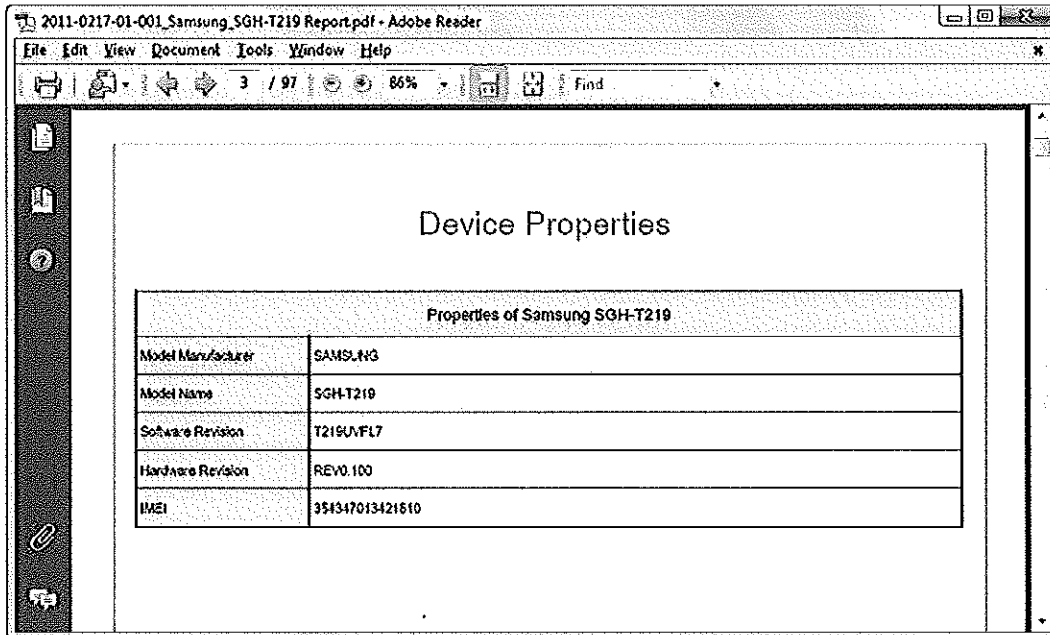 2011-0217-01-001_Samsung_SGH-T219 Report.pdf - Adobe Reader
File Edit View Document Tools Window Help
3 / 97 86% Find
Device Properties
Properties of Samsung SGH-T219
Model Manufacturer SAMSUNG
Model Name SGH-T219
Software Revision T219UVFL7
Hardware Revision REV0.100
IMEI